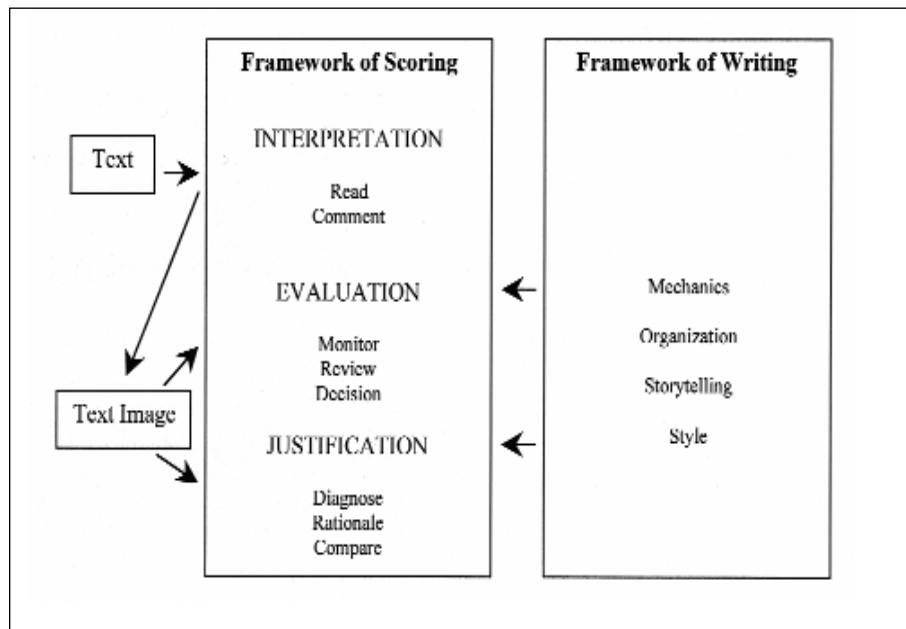 Framework of Scoring
INTERPRETATION
Read
Comment
EVALUATION
Monitor
Review
Decision
JUSTIFICATION
Diagnose
Rationale
Compare
Framework of Writing
Mechanics
Organization
Storytelling
Style
Text
Text Image